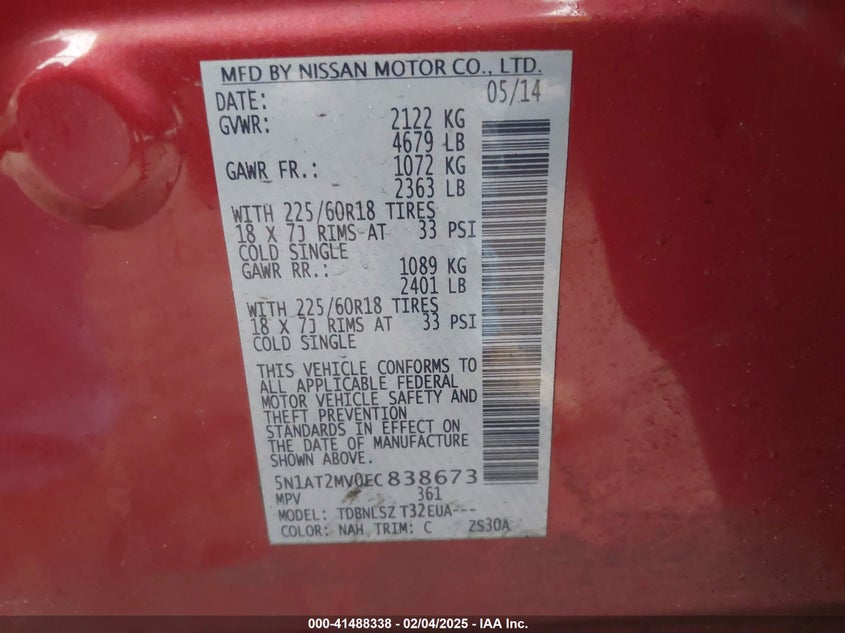 MFD BY NISSAN MOTOR CO., LTD.
DATE: 05/14
GVWR: 2122 KG
4679 LB
GAWR FR.: 1072 KG
2363 LB
WITH 225/60R18 TIRES
18 X 7J RIMS AT 33 PSI
COLD SINGLE
GAWR RR.: 1089 KG
2401 LB
WITH 225/60R18 TIRES
18 X 7J RIMS AT 33 PSI
COLD SINGLE
THIS VEHICLE CONFORMS TO
ALL APPLICABLE FEDERAL
MOTOR VEHICLE SAFETY AND
THEFT PREVENTION
STANDARDS IN EFFECT ON
THE DATE OF MANUFACTURE
SHOWN ABOVE.
5N1AT2MV0EC838673
MPV 361
MODEL: TDBNLSZ T32EUA---
COLOR: NAH TRIM: C ZS30A
000-41488338 - 02/04/2025 - IAA Inc.